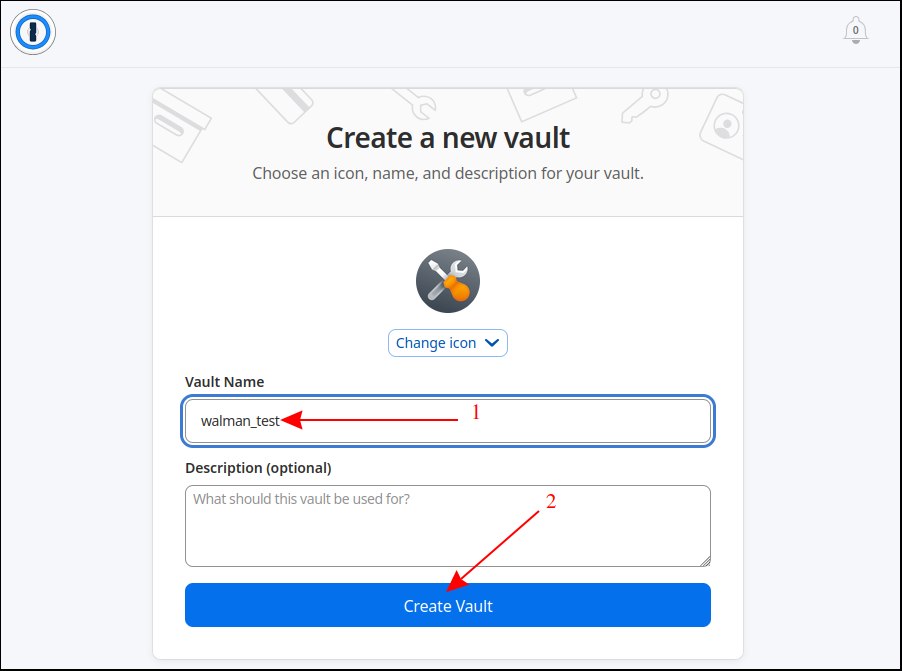 0
Create a new vault
Choose an icon, name, and description for your vault.
Change icon
Vault Name
walman_test
1
Description (optional)
What should this vault be used for?
2
Create Vault